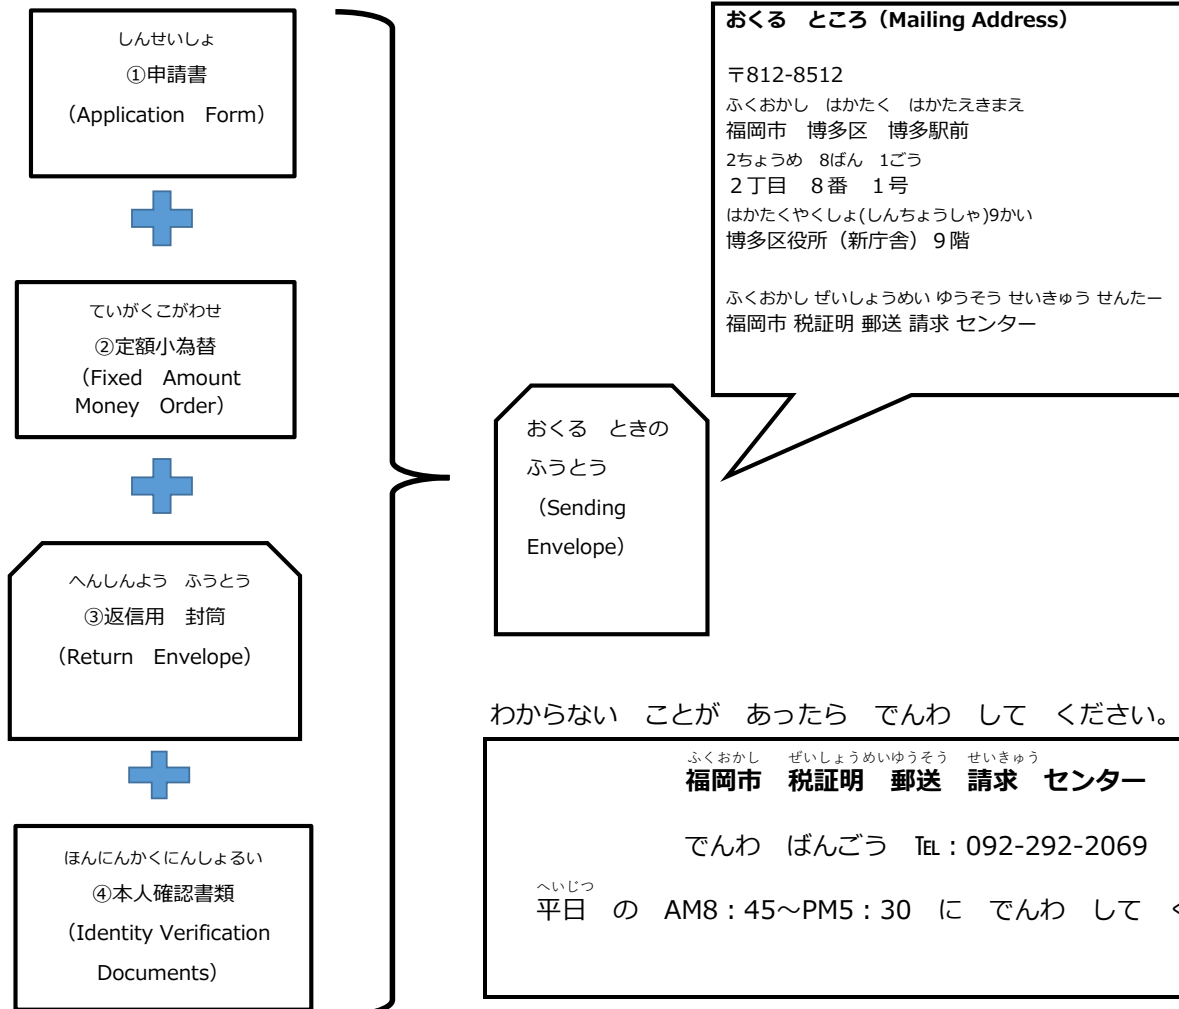 しんせいしょ
①申請書
（Application　Form）
ていがくこがわせ
②定額小為替
（Fixed　Amount
Money　Order）
へんしんよう　ふうとう
③返信用　封筒
（Return　Envelope）
ほんにんかくにんしょるい
④本人確認書類
（Identity Verification
Documents）
おくる　ところ（Mailing Address）
〒812-8512
ふくおかし　はかたく　はかたえきまえ
福岡市　博多区　博多駅前
2ちょうめ　8ばん　1ごう
２丁目　８番　１号
はかたくやくしょ(しんちょうしゃ)9かい
博多区役所（新庁舎）９階
ふくおかし ぜいしょうめい ゆうそう せいきゅう せんたー
福岡市 税証明 郵送 請求 センター
おくる　ときの
ふうとう
（Sending
Envelope）
わからない　ことが　あったら　でんわ　して　ください。
ふくおかし　ぜいしょうめいゆうそう　せいきゅう
福岡市　税証明　郵送　請求　センター
でんわ　ばんごう　℡：092-292-2069
へいじつ
平日　の　AM8：45～PM5：30　に　でんわ　して　く